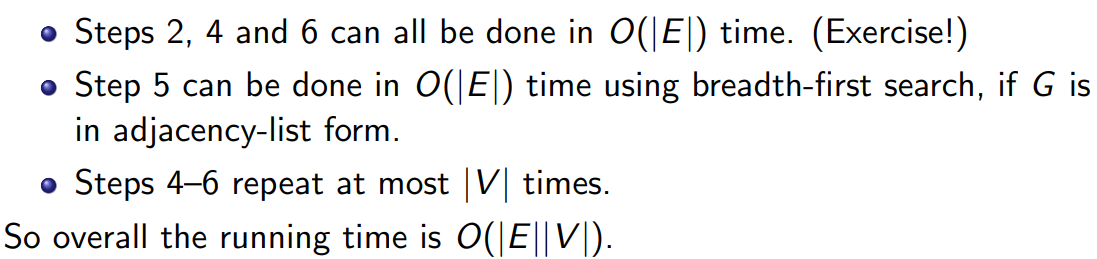 • Steps 2, 4 and 6 can all be done in O(|E|) time. (Exercise!)
• Step 5 can be done in O(|E|) time using breadth-first search, if G is
in adjacency-list form.
• Steps 4–6 repeat at most |V| times.
So overall the running time is O(|E||V|).